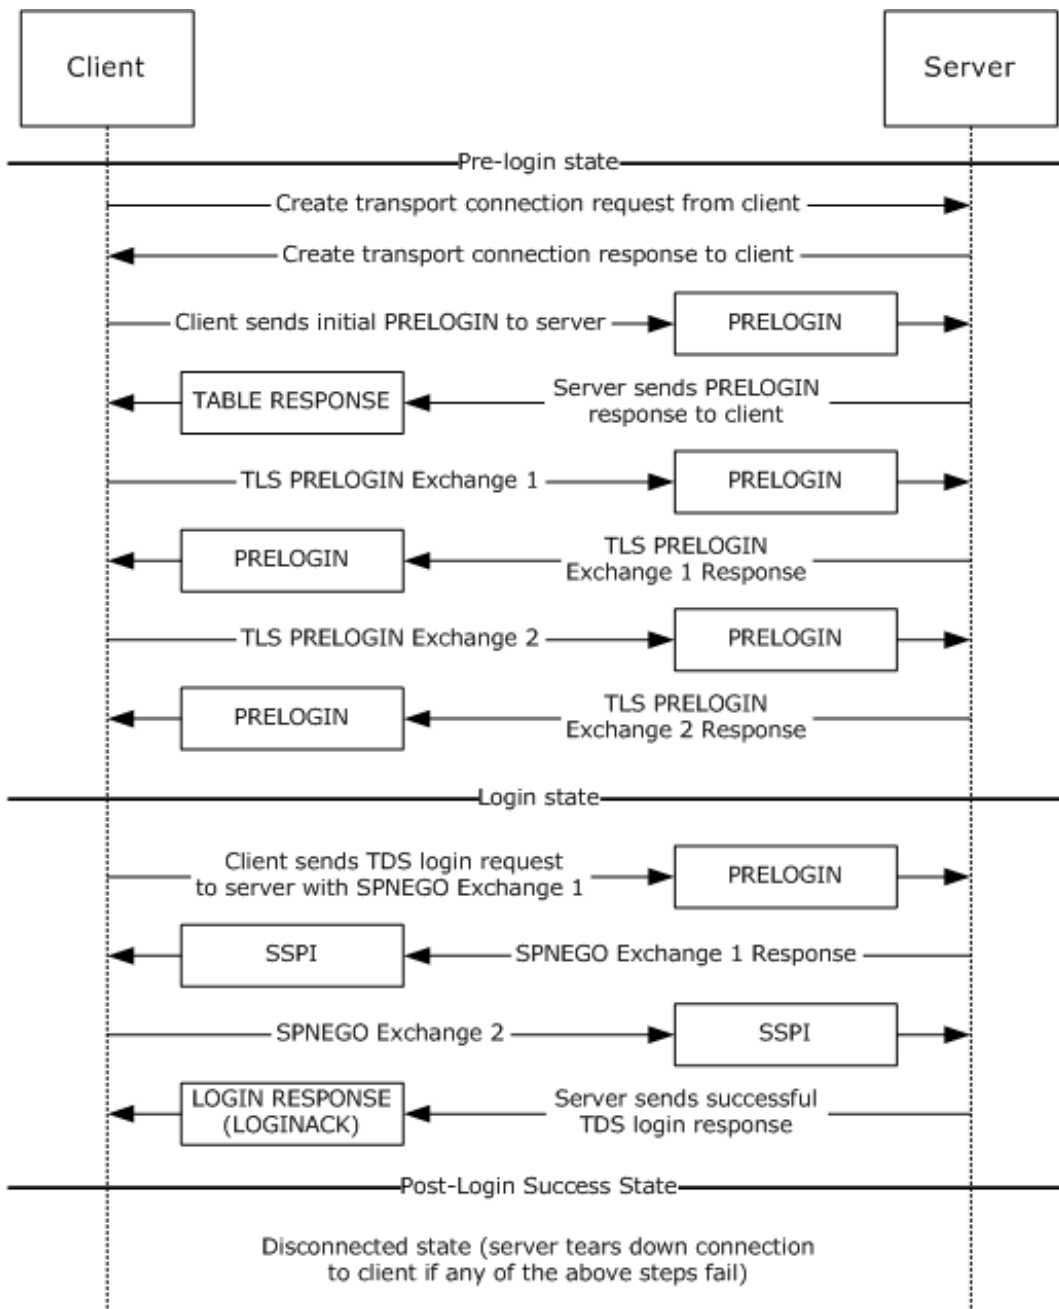 Client
Server
Pre-login state
Create transport connection request from client
Create transport connection response to client
Client sends initial PRELOGIN to server
PRELOGIN
TABLE RESPONSE
Server sends PRELOGIN
response to client
TLS PRELOGIN Exchange 1
PRELOGIN
PRELOGIN
TLS PRELOGIN
Exchange 1 Response
TLS PRELOGIN Exchange 2
PRELOGIN
PRELOGIN
TLS PRELOGIN
Exchange 2 Response
Login state
Client sends TDS login request
to server with SPNEGO Exchange 1
PRELOGIN
SSPI
SPNEGO Exchange 1 Response
SPNEGO Exchange 2
SSPI
LOGIN RESPONSE
(LOGINACK)
Server sends successful
TDS login response
Post-Login Success State
Disconnected state (server tears down connection
to client if any of the above steps fail)